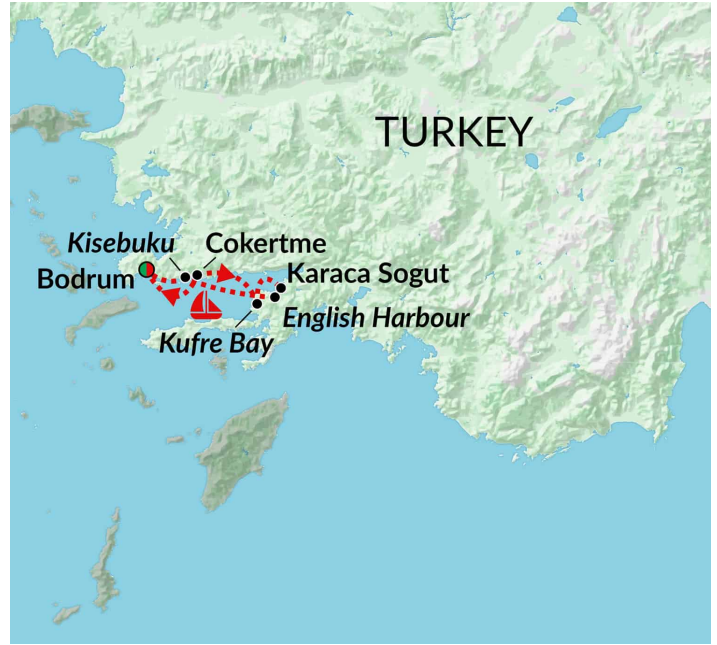 TURKEY
Kisebuku
Cokertme
Bodrum
Karaca Sogut
English Harbour
Kufre Bay